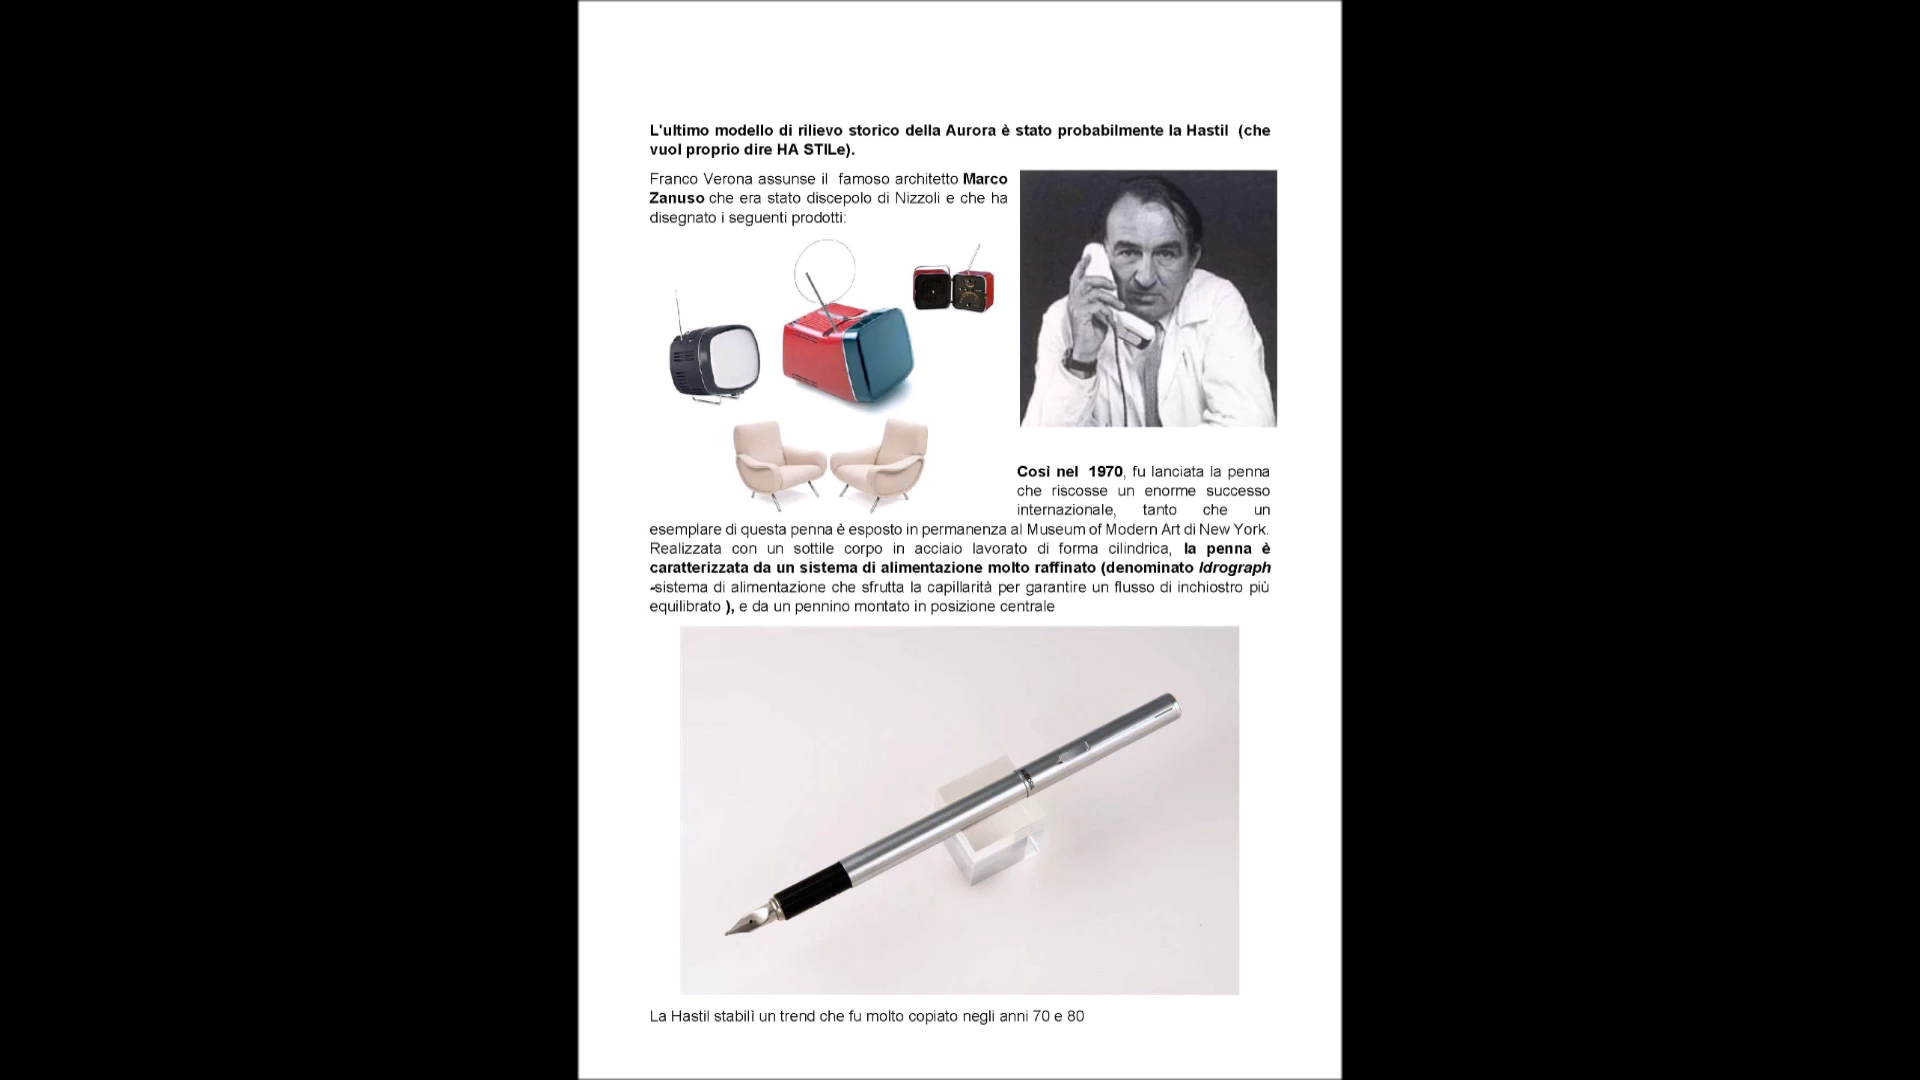 L'ultimo modello di rilievo storico della Aurora è stato probabilmente la Hastil (che
vuol proprio dire HA STILe).
Franco Verona assunse il famoso architetto Marco
Zanuso che era stato discepolo di Nizzoli e che ha
disegnato i seguenti prodotti:
Così nel 1970, fu lanciata la penna
che riscosse un enorme successo
internazionale, tanto che un
esemplare di questa penna è esposto in permanenza al Museum of Modern Art di New York.
Realizzata con un sottile corpo in acciaio lavorato di forma cilindrica, la penna è
caratterizzata da un sistema di alimentazione molto raffinato (denominato Idrograph
-sistema di alimentazione che sfrutta la capillarità per garantire un flusso di inchiostro più
equilibrato ), e da un pennino montato in posizione centrale
La Hastil stabilì un trend che fu molto copiato negli anni 70 e 80